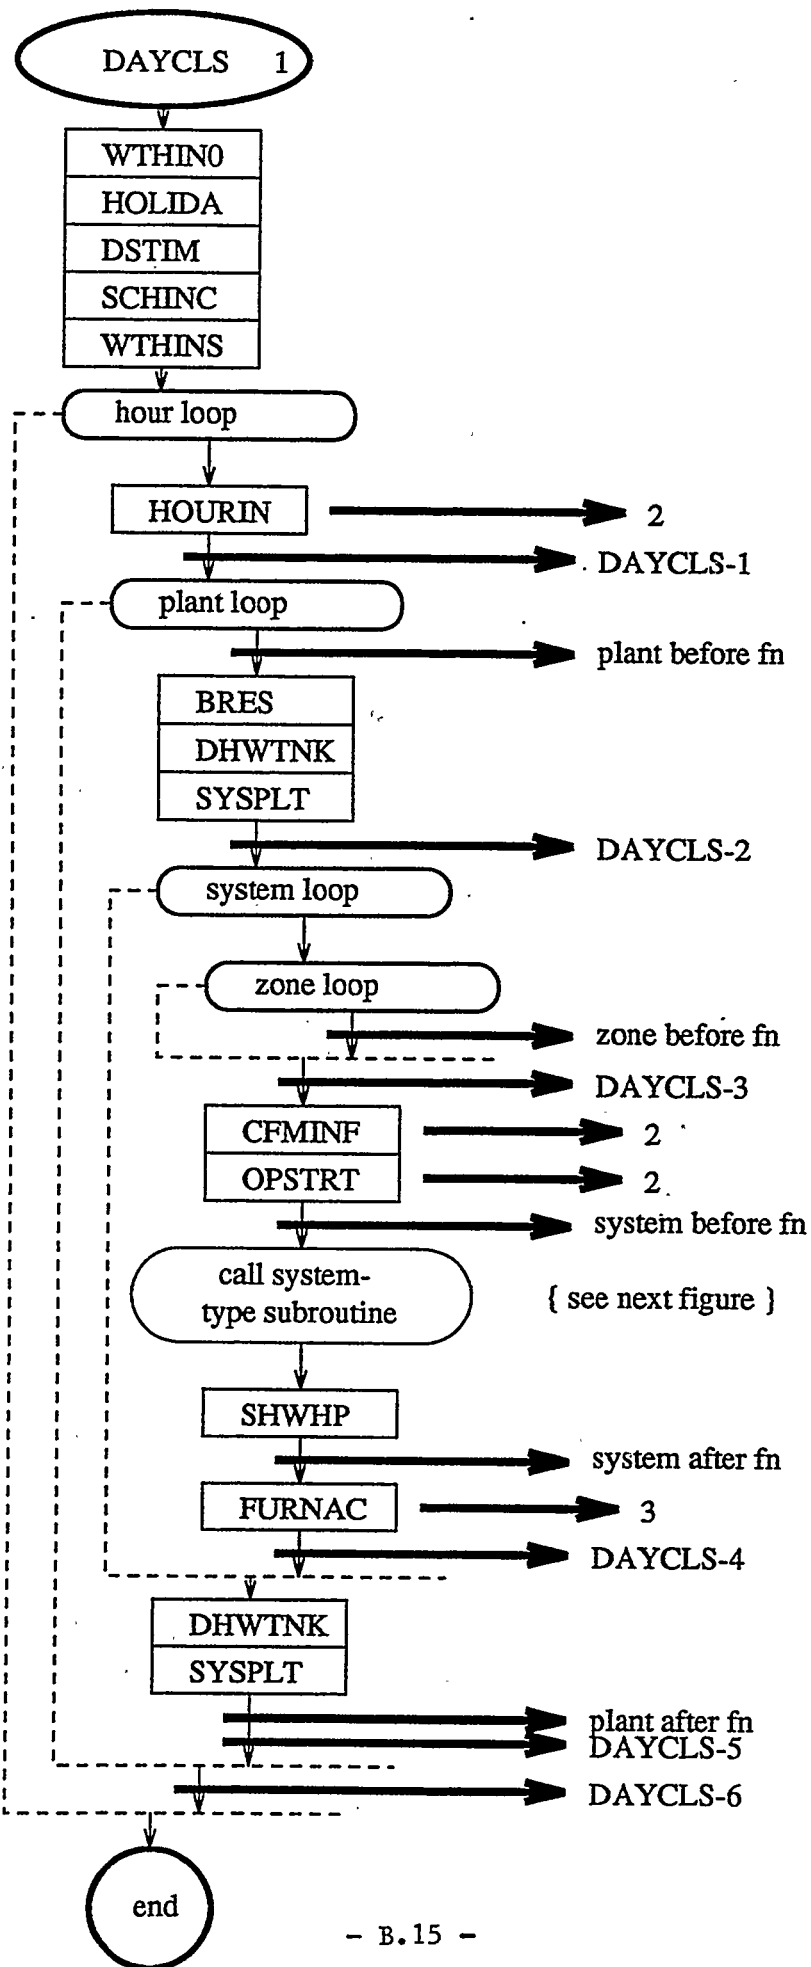 DAYCLS 1
WTHIN0
HOLIDA
DSTIM
SCHINC
WTHINS
hour loop
HOURIN
2
DAYCLS-1
plant loop
plant before fn
BRES
DHWTNK
SYSPLT
DAYCLS-2
system loop
zone loop
zone before fn
DAYCLS-3
CFMINF
2
OPSTRT
2
system before fn
call system-
type subroutine
{ see next figure }
SHWHP
system after fn
FURNAC
3
DAYCLS-4
DHWTNK
SYSPLT
plant after fn
DAYCLS-5
DAYCLS-6
end
- B.15 -